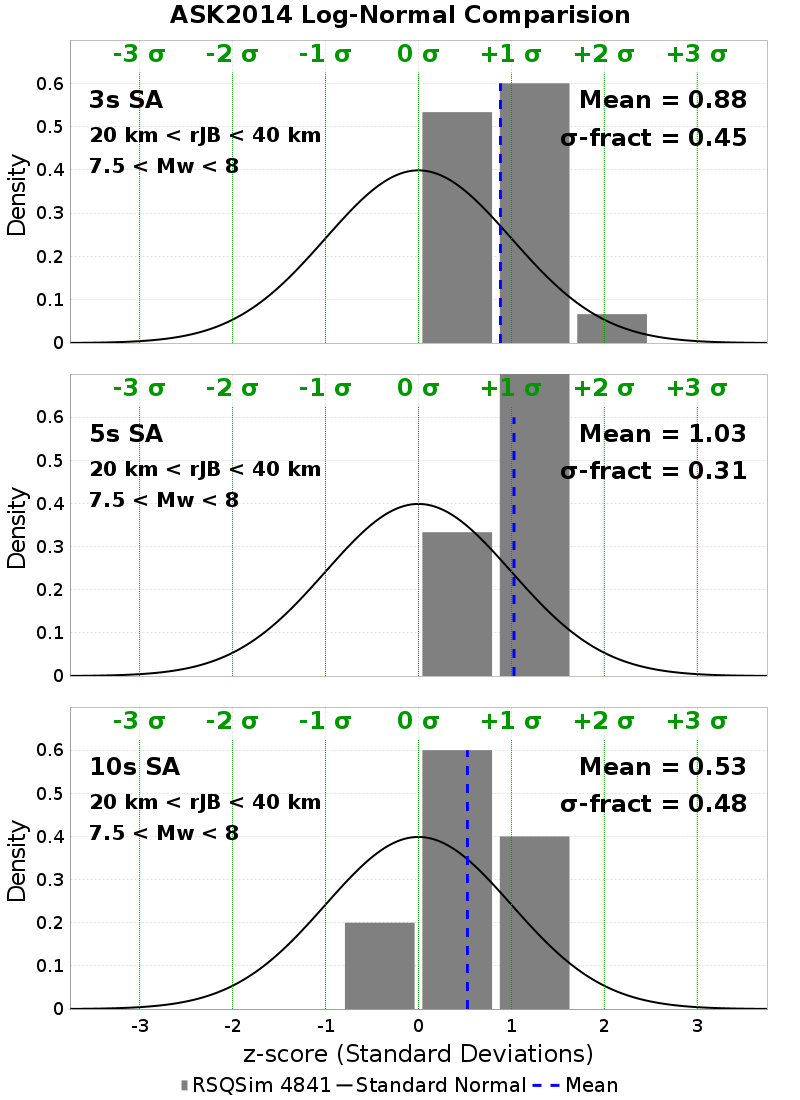 ASK2014 Log-Normal Comparision
-3 σ -2 σ -1 σ 0 σ +1 σ +2 σ +3 σ
3s SA
20 km < rJB < 40 km
7.5 < Mw < 8
Mean = 0.88
σ-fract = 0.45
Density
0.6
0.5
0.4
0.3
0.2
0.1
0
-3 σ -2 σ -1 σ 0 σ +1 σ +2 σ +3 σ
5s SA
20 km < rJB < 40 km
7.5 < Mw < 8
Mean = 1.03
σ-fract = 0.31
Density
0.6
0.5
0.4
0.3
0.2
0.1
0
-3 σ -2 σ -1 σ 0 σ +1 σ +2 σ +3 σ
10s SA
20 km < rJB < 40 km
7.5 < Mw < 8
Mean = 0.53
σ-fract = 0.48
Density
0.6
0.5
0.4
0.3
0.2
0.1
0
-3 -2 -1 0 1 2 3
z-score (Standard Deviations)
RSQSim 4841 Standard Normal Mean